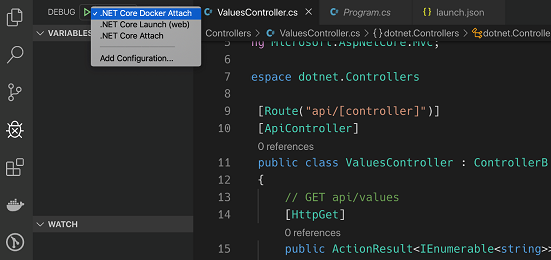 DEBUG
.NET Core Docker Attach
.NET Core Launch (web)
.NET Core Attach
Add Configuration...
VARIABLES
WATCH
ValuesController.cs
Program.cs
launch.json
Controllers > ValuesController.cs > {} dotnet.Controllers > dotnet.Controllers
5 ng Microsoft.AspNetCore.Mvc;
6
7 espace dotnet.Controllers
8
9 [Route("api/[controller]")]
10 [ApiController]
0 references
11 public class ValuesController : ControllerB
12 {
13 // GET api/values
14 [HttpGet]
0 references
15 public ActionResult<IEnumerable<string>>